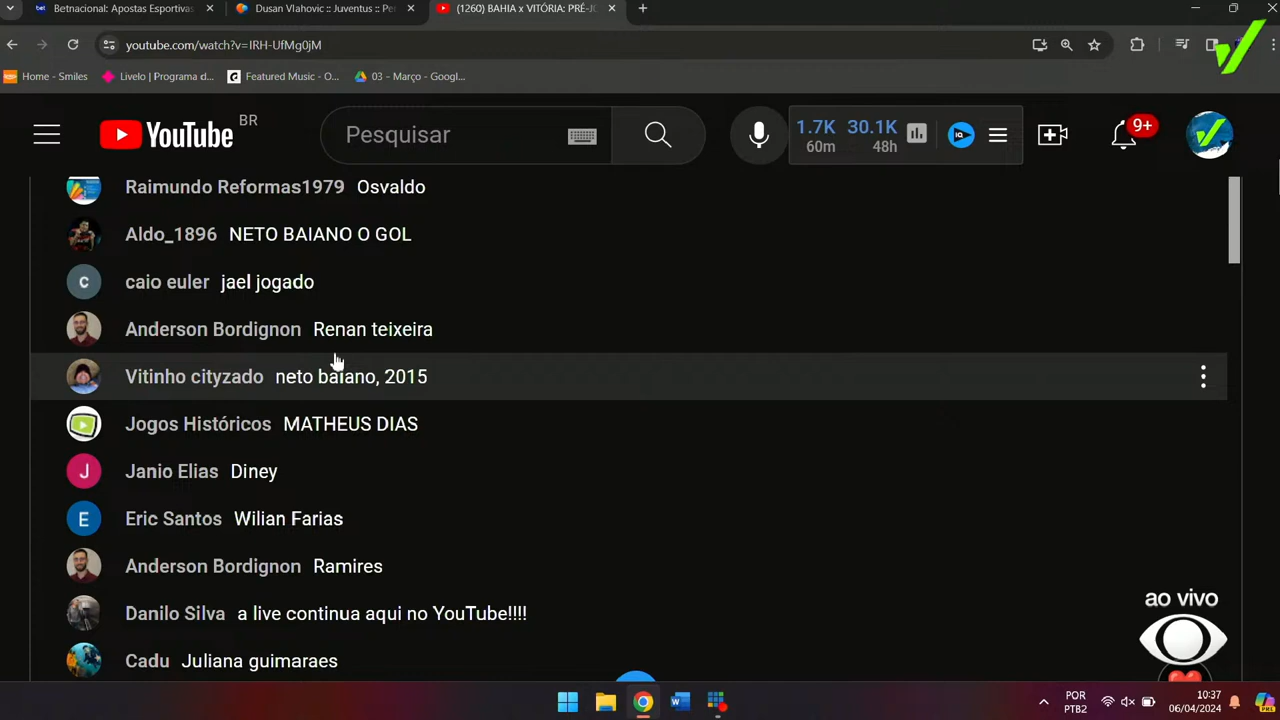 Betnacional: Apostas Esportivas
Dusan Vlahovic :: Juventus :: Pe
(1260) BAHIA x VITÓRIA: PRÉ-JO
youtube.com/watch?v=IRH-UfMg0jM
Home - Smiles
Livelo | Programa d...
Featured Music - O...
03 - Março - Googl...
YouTube BR
Pesquisar
1.7K 30.1K
60m 48h
iQ
9+
Raimundo Reformas1979 Osvaldo
Aldo_1896 NETO BAIANO O GOL
c caio euler jael jogado
Anderson Bordignon Renan teixeira
Vitinho cityzado neto baiano, 2015
Jogos Históricos MATHEUS DIAS
J Janio Elias Diney
E Eric Santos Wilian Farias
Anderson Bordignon Ramires
Danilo Silva a live continua aqui no YouTube!!!!
Cadu Juliana guimaraes
ao vivo
POR
PTB2
10:37
06/04/2024